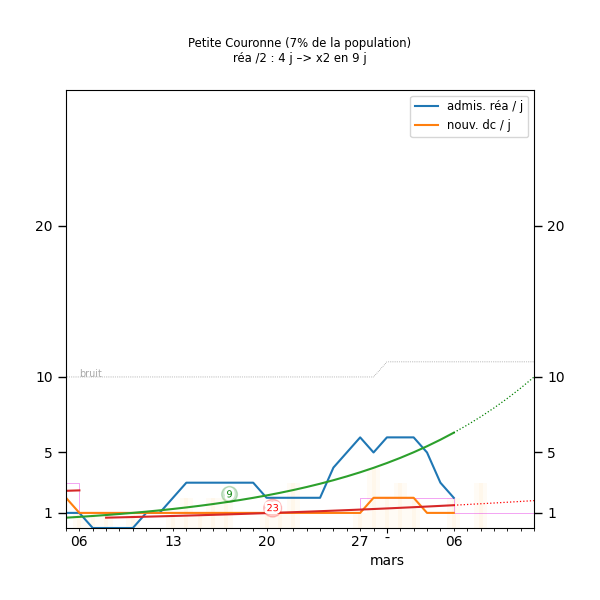 Petite Couronne (7% de la population)
réa /2 : 4 j –> x2 en 9 j
admis. réa / j
nouv. dc / j
20 20
bruit
10 10
5 5
9
23
1 1
06 13 20 27 - 06
mars